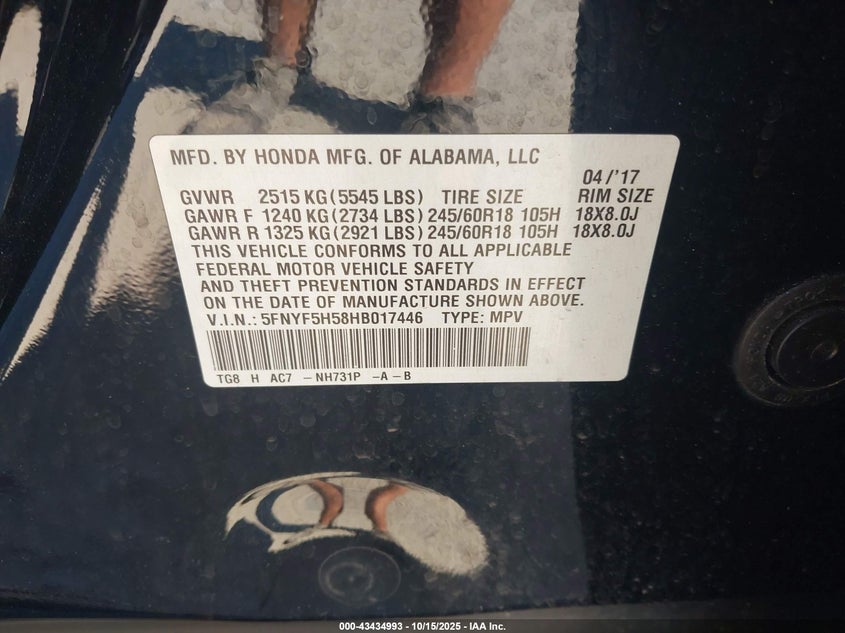 MFD. BY HONDA MFG. OF ALABAMA, LLC
04/'17
GVWR 2515 KG (5545 LBS) TIRE SIZE RIM SIZE
GAWR F 1240 KG (2734 LBS) 245/60R18 105H 18X8.0J
GAWR R 1325 KG (2921 LBS) 245/60R18 105H 18X8.0J
THIS VEHICLE CONFORMS TO ALL APPLICABLE
FEDERAL MOTOR VEHICLE SAFETY
AND THEFT PREVENTION STANDARDS IN EFFECT
ON THE DATE OF MANUFACTURE SHOWN ABOVE.
V.I.N.: 5FNYF5H58HB017446 TYPE: MPV
TG8 H AC7 -NH731P -A-B
000-43434993 - 10/15/2025 - IAA Inc.